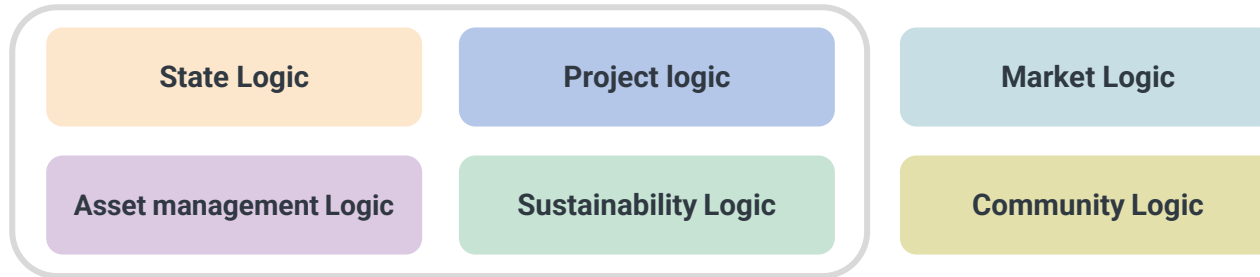 State Logic
Project logic
Market Logic
Asset management Logic
Sustainability Logic
Community Logic